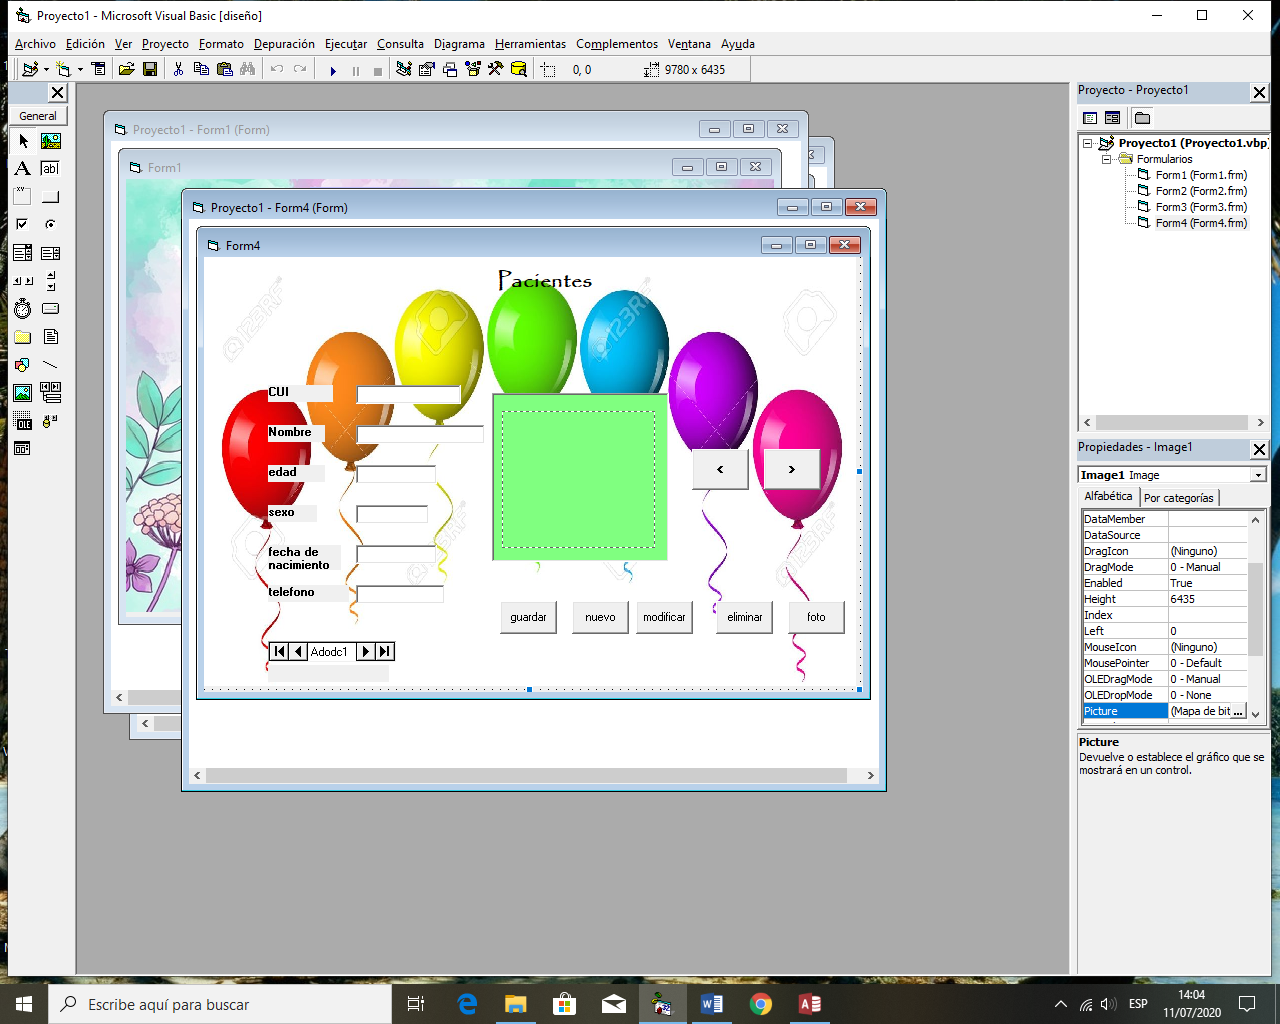 Proyecto1 - Microsoft Visual Basic [diseño]
Archivo Edición Ver Proyecto Formato Depuración Ejecutar Consulta Diagrama Herramientas Complementos Ventana Ayuda
0, 0 9780 x 6435
General
A ab|
xy
OLE
Proyecto1 - Form1 (Form)
Form1
Proyecto1 - Form4 (Form)
Form4
Pacientes
123RF
123RF
CUI
Nombre
edad
sexo
fecha de
nacimiento
telefono
< >
guardar nuevo modificar eliminar foto
Adodc1
Proyecto - Proyecto1
Proyecto1 (Proyecto1.vbp)
Formularios
Form1 (Form1.frm)
Form2 (Form2.frm)
Form3 (Form3.frm)
Form4 (Form4.frm)
Propiedades - Image1
Image1 Image
Alfabética Por categorías
DataMember
DataSource
DragIcon (Ninguno)
DragMode 0 - Manual
Enabled True
Height 6435
Index
Left 0
MouseIcon (Ninguno)
MousePointer 0 - Default
OLEDragMode 0 - Manual
OLEDropMode 0 - None
Picture (Mapa de bit ...
Picture
Devuelve o establece el gráfico que se
mostrará en un control.
Escribe aquí para buscar
ESP
14:04
11/07/2020